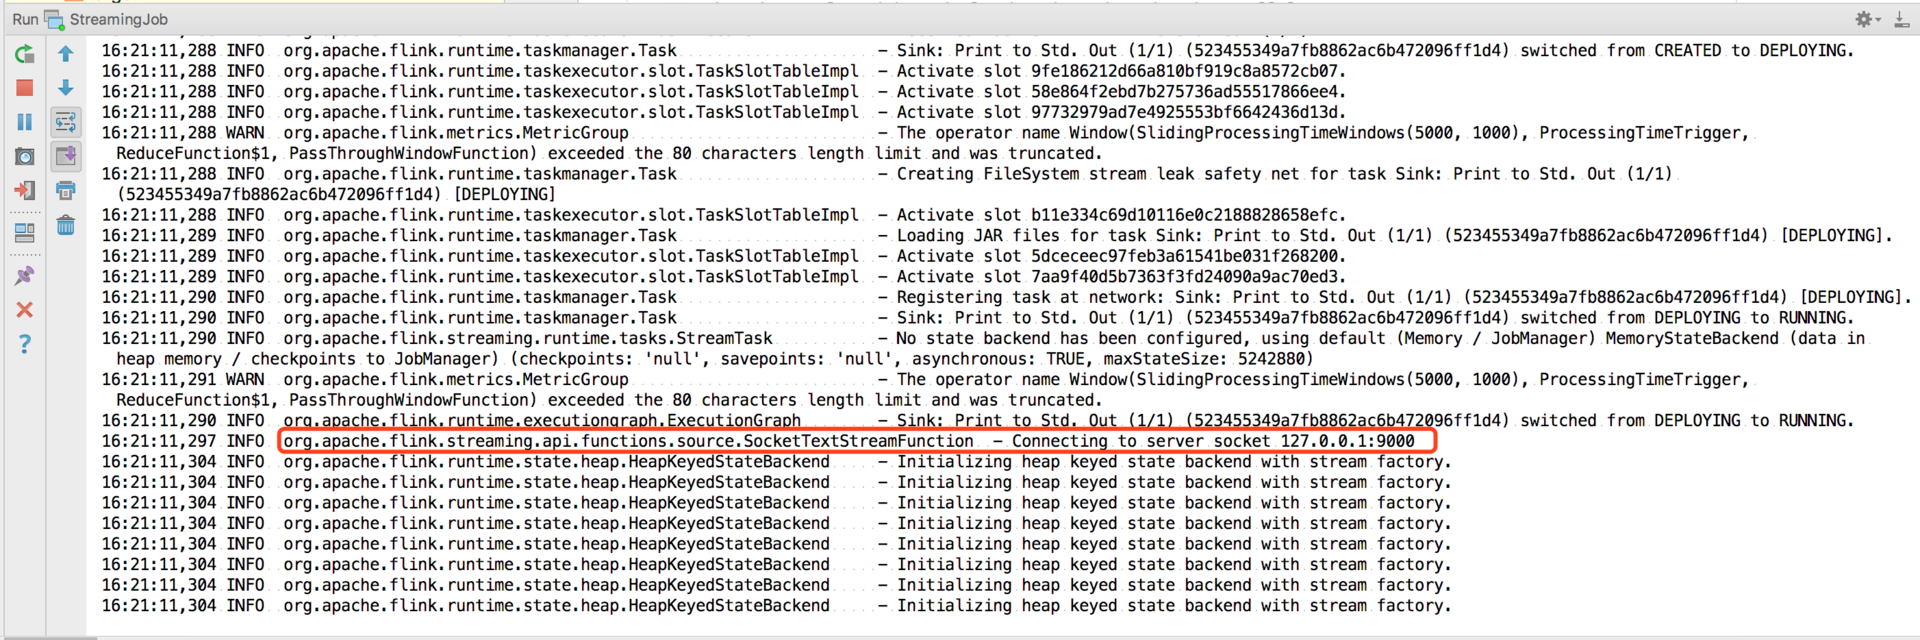 Run StreamingJob
16:21:11,288 INFO org.apache.flink.runtime.taskmanager.Task - Sink: Print to Std. Out (1/1) (523455349a7fb8862ac6b472096ff1d4) switched from CREATED to DEPLOYING.
16:21:11,288 INFO org.apache.flink.runtime.taskexecutor.slot.TaskSlotTableImpl - Activate slot 9fe186212d66a810bf919c8a8572cb07.
16:21:11,288 INFO org.apache.flink.runtime.taskexecutor.slot.TaskSlotTableImpl - Activate slot 58e864f2ebd7b275736ad55517866ee4.
16:21:11,288 INFO org.apache.flink.runtime.taskexecutor.slot.TaskSlotTableImpl - Activate slot 97732979ad7e4925553bf6642436d13d.
16:21:11,288 WARN org.apache.flink.metrics.MetricGroup - The operator name Window(SlidingProcessingTimeWindows(5000, 1000), ProcessingTimeTrigger,
ReduceFunction$1, PassThroughWindowFunction) exceeded the 80 characters length limit and was truncated.
16:21:11,288 INFO org.apache.flink.runtime.taskmanager.Task - Creating FileSystem stream leak safety net for task Sink: Print to Std. Out (1/1)
(523455349a7fb8862ac6b472096ff1d4) [DEPLOYING]
16:21:11,288 INFO org.apache.flink.runtime.taskexecutor.slot.TaskSlotTableImpl - Activate slot b11e334c69d10116e0c2188828658efc.
16:21:11,289 INFO org.apache.flink.runtime.taskmanager.Task - Loading JAR files for task Sink: Print to Std. Out (1/1) (523455349a7fb8862ac6b472096ff1d4) [DEPLOYING].
16:21:11,289 INFO org.apache.flink.runtime.taskexecutor.slot.TaskSlotTableImpl - Activate slot 5dceceec97feb3a61541be031f268200.
16:21:11,289 INFO org.apache.flink.runtime.taskexecutor.slot.TaskSlotTableImpl - Activate slot 7aa9f40d5b7363f3fd24090a9ac70ed3.
16:21:11,290 INFO org.apache.flink.runtime.taskmanager.Task - Registering task at network: Sink: Print to Std. Out (1/1) (523455349a7fb8862ac6b472096ff1d4) [DEPLOYING].
16:21:11,290 INFO org.apache.flink.runtime.taskmanager.Task - Sink: Print to Std. Out (1/1) (523455349a7fb8862ac6b472096ff1d4) switched from DEPLOYING to RUNNING.
16:21:11,290 INFO org.apache.flink.streaming.runtime.tasks.StreamTask - No state backend has been configured, using default (Memory / JobManager) MemoryStateBackend (data in
heap memory / checkpoints to JobManager) (checkpoints: 'null', savepoints: 'null', asynchronous: TRUE, maxStateSize: 5242880)
16:21:11,291 WARN org.apache.flink.metrics.MetricGroup - The operator name Window(SlidingProcessingTimeWindows(5000, 1000), ProcessingTimeTrigger,
ReduceFunction$1, PassThroughWindowFunction) exceeded the 80 characters length limit and was truncated.
16:21:11,290 INFO org.apache.flink.runtime.executiongraph.ExecutionGraph - Sink: Print to Std. Out (1/1) (523455349a7fb8862ac6b472096ff1d4) switched from DEPLOYING to RUNNING.
16:21:11,297 INFO org.apache.flink.streaming.api.functions.source.SocketTextStreamFunction - Connecting to server socket 127.0.0.1:9000
16:21:11,304 INFO org.apache.flink.runtime.state.heap.HeapKeyedStateBackend - Initializing heap keyed state backend with stream factory.
16:21:11,304 INFO org.apache.flink.runtime.state.heap.HeapKeyedStateBackend - Initializing heap keyed state backend with stream factory.
16:21:11,304 INFO org.apache.flink.runtime.state.heap.HeapKeyedStateBackend - Initializing heap keyed state backend with stream factory.
16:21:11,304 INFO org.apache.flink.runtime.state.heap.HeapKeyedStateBackend - Initializing heap keyed state backend with stream factory.
16:21:11,304 INFO org.apache.flink.runtime.state.heap.HeapKeyedStateBackend - Initializing heap keyed state backend with stream factory.
16:21:11,304 INFO org.apache.flink.runtime.state.heap.HeapKeyedStateBackend - Initializing heap keyed state backend with stream factory.
16:21:11,304 INFO org.apache.flink.runtime.state.heap.HeapKeyedStateBackend - Initializing heap keyed state backend with stream factory.
16:21:11,304 INFO org.apache.flink.runtime.state.heap.HeapKeyedStateBackend - Initializing heap keyed state backend with stream factory.